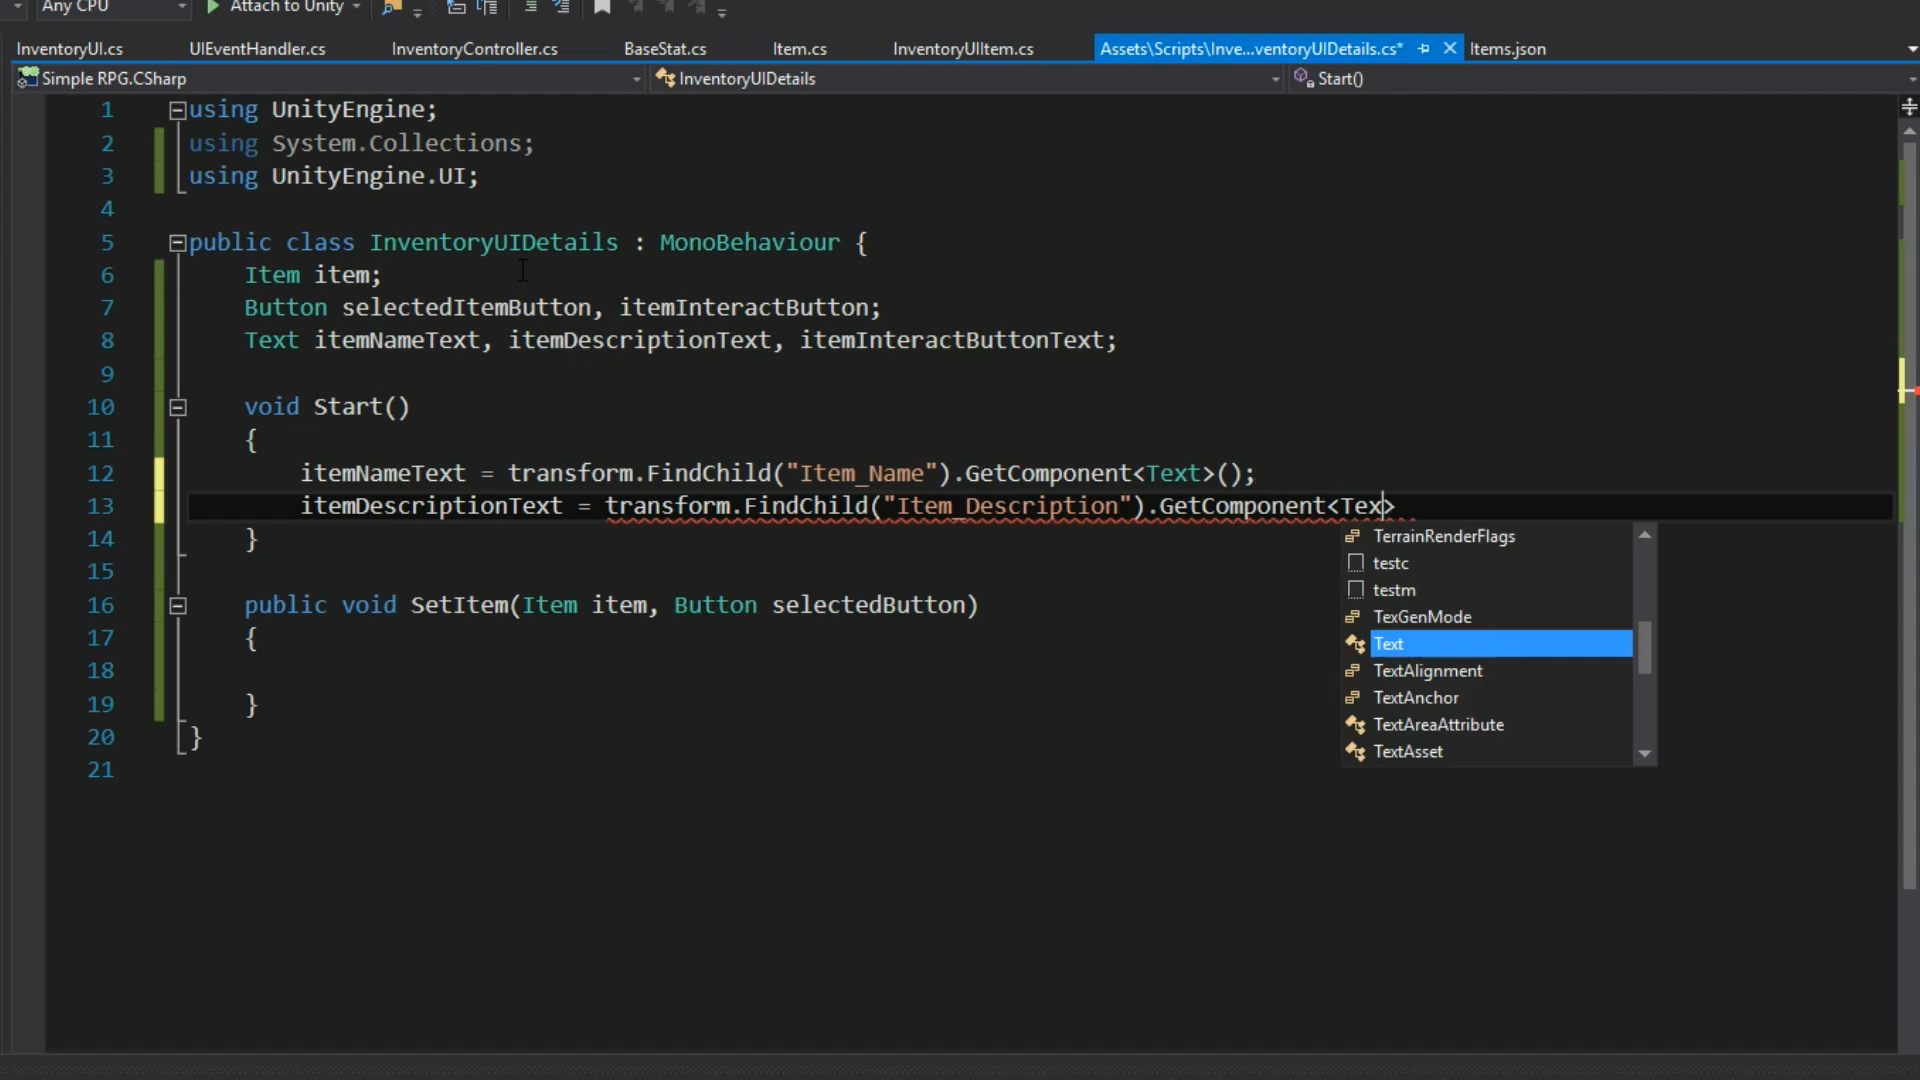 Any CPU Attach to Unity
InventoryUI.cs UIEventHandler.cs InventoryController.cs BaseStat.cs Item.cs InventoryUIItem.cs Assets\Scripts\Inve...ventoryUIDetails.cs* Items.json
Simple RPG.CSharp InventoryUIDetails Start()
1 using UnityEngine;
2 using System.Collections;
3 using UnityEngine.UI;
4
5 public class InventoryUIDetails : MonoBehaviour {
6 Item item;
7 Button selectedItemButton, itemInteractButton;
8 Text itemNameText, itemDescriptionText, itemInteractButtonText;
9
10 void Start()
11 {
12 itemNameText = transform.FindChild("Item_Name").GetComponent<Text>();
13 itemDescriptionText = transform.FindChild("Item_Description").GetComponent<Tex>
14 }
15
16 public void SetItem(Item item, Button selectedButton)
17 {
18
19 }
20 }
21
TerrainRenderFlags
testc
testm
TexGenMode
Text
TextAlignment
TextAnchor
TextAreaAttribute
TextAsset